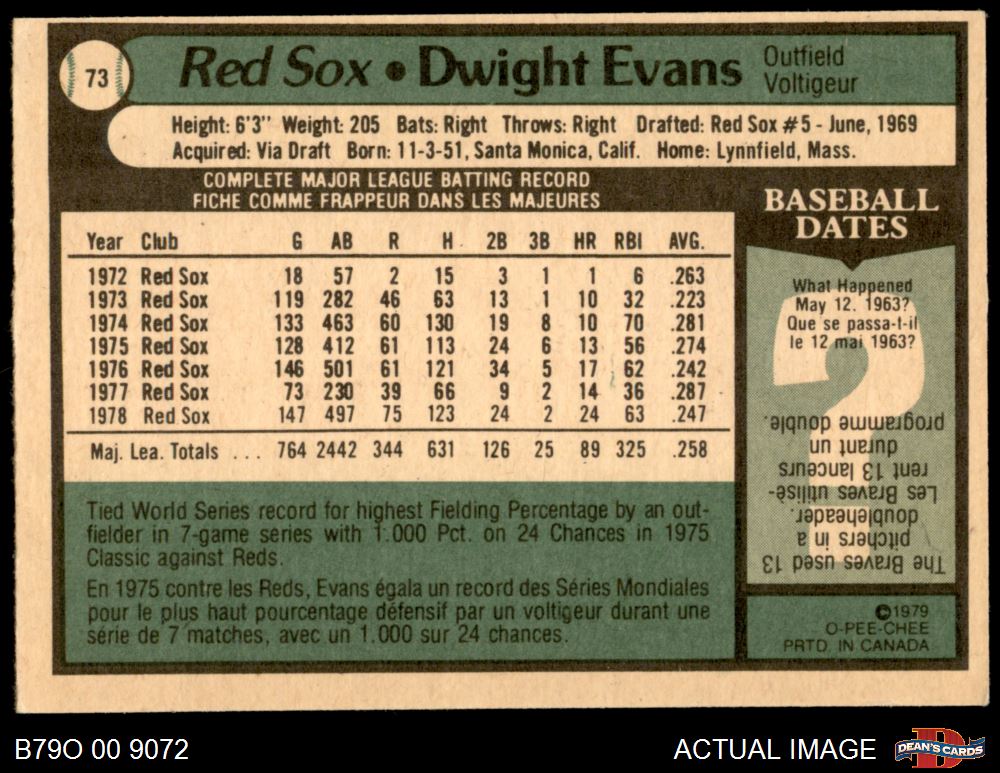 73
Red Sox • Dwight Evans
Outfield
Voltigeur
Height: 6'3" Weight: 205 Bats: Right Throws: Right Drafted: Red Sox #5 - June, 1969
Acquired: Via Draft Born: 11-3-51, Santa Monica, Calif. Home: Lynnfield, Mass.
COMPLETE MAJOR LEAGUE BATTING RECORD
FICHE COMME FRAPPEUR DANS LES MAJEURES
Year Club G AB R H 2B 3B HR RBI AVG.
1972 Red Sox 18 57 2 15 3 1 1 6 .263
1973 Red Sox 119 282 46 63 13 1 10 32 .223
1974 Red Sox 133 463 60 130 19 8 10 70 .281
1975 Red Sox 128 412 61 113 24 6 13 56 .274
1976 Red Sox 146 501 61 121 34 5 17 62 .242
1977 Red Sox 73 230 39 66 9 2 14 36 .287
1978 Red Sox 147 497 75 123 24 2 24 63 .247
Maj. Lea. Totals ... 764 2442 344 631 126 25 89 325 .258
Tied World Series record for highest Fielding Percentage by an out-
fielder in 7-game series with 1.000 Pct. on 24 Chances in 1975
Classic against Reds.
En 1975 contre les Reds, Evans égala un record des Séries Mondiales
pour le plus haut pourcentage défensif par un voltigeur durant une
série de 7 matches, avec un 1.000 sur 24 chances.
BASEBALL
DATES
What Happened
May 12, 1963?
Que se passa-t-il
le 12 mai 1963?
The Braves used 13
pitchers in a
doubleheader.
Les Braves utilisè-
rent 13 lanceurs
durant un
programme double.
©1979
O-PEE-CHEE
PRTD. IN CANADA
B79O 00 9072
ACTUAL IMAGE
D
DEAN'S CARDS